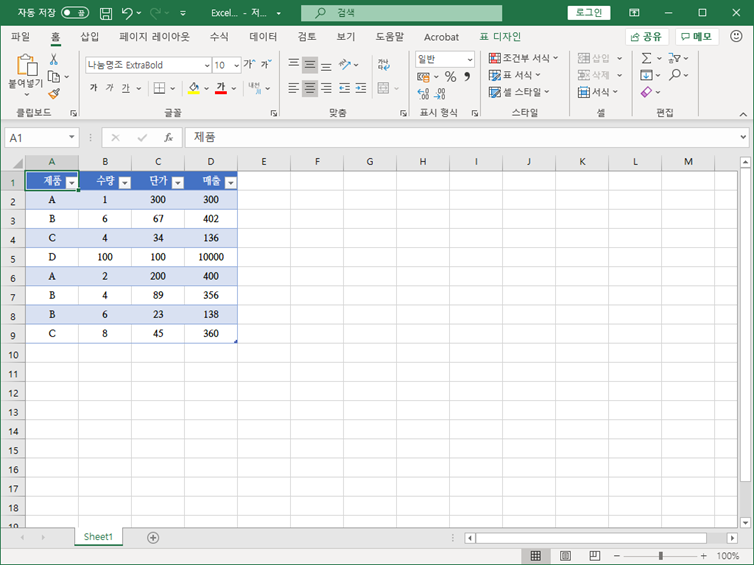 자동 저장 끔 Excel... - 저... 검색 로그인
파일 홈 삽입 페이지 레이아웃 수식 데이터 검토 보기 도움말 Acrobat 표 디자인 공유 메모
붙여넣기
클립보드
나눔명조 ExtraBold 10 가^ 가ˇ
가 가 가 가 내천
글꼴
가나
맞춤
일반
% ,
표시 형식
조건부 서식
표 서식
셀 스타일
스타일
삽입
삭제
서식
셀
편집
A1 fx 제품
A B C D E F G H I J K L M
1 제품 수량 단가 매출
2 A 1 300 300
3 B 6 67 402
4 C 4 34 136
5 D 100 100 10000
6 A 2 200 400
7 B 4 89 356
8 B 6 23 138
9 C 8 45 360
10
11
12
13
14
15
16
17
18
19
Sheet1
100%